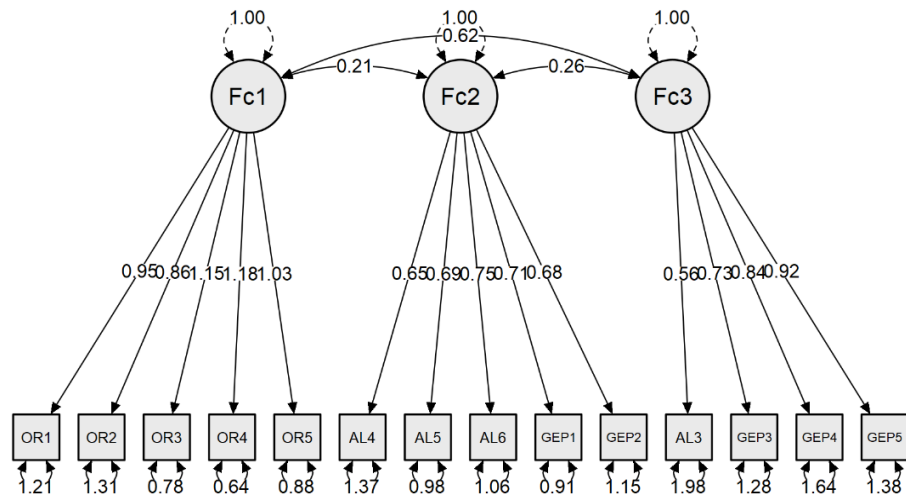 1.00 1.00 1.00
0.62
0.21 0.26
Fc1 Fc2 Fc3
0.95 0.86 1.15 1.18 1.03 0.65 0.69 0.75 0.71 0.68 0.56 0.73 0.84 0.92
OR1 OR2 OR3 OR4 OR5 AL4 AL5 AL6 GEP1 GEP2 AL3 GEP3 GEP4 GEP5
1.21 1.31 0.78 0.64 0.88 1.37 0.98 1.06 0.91 1.15 1.98 1.28 1.64 1.38